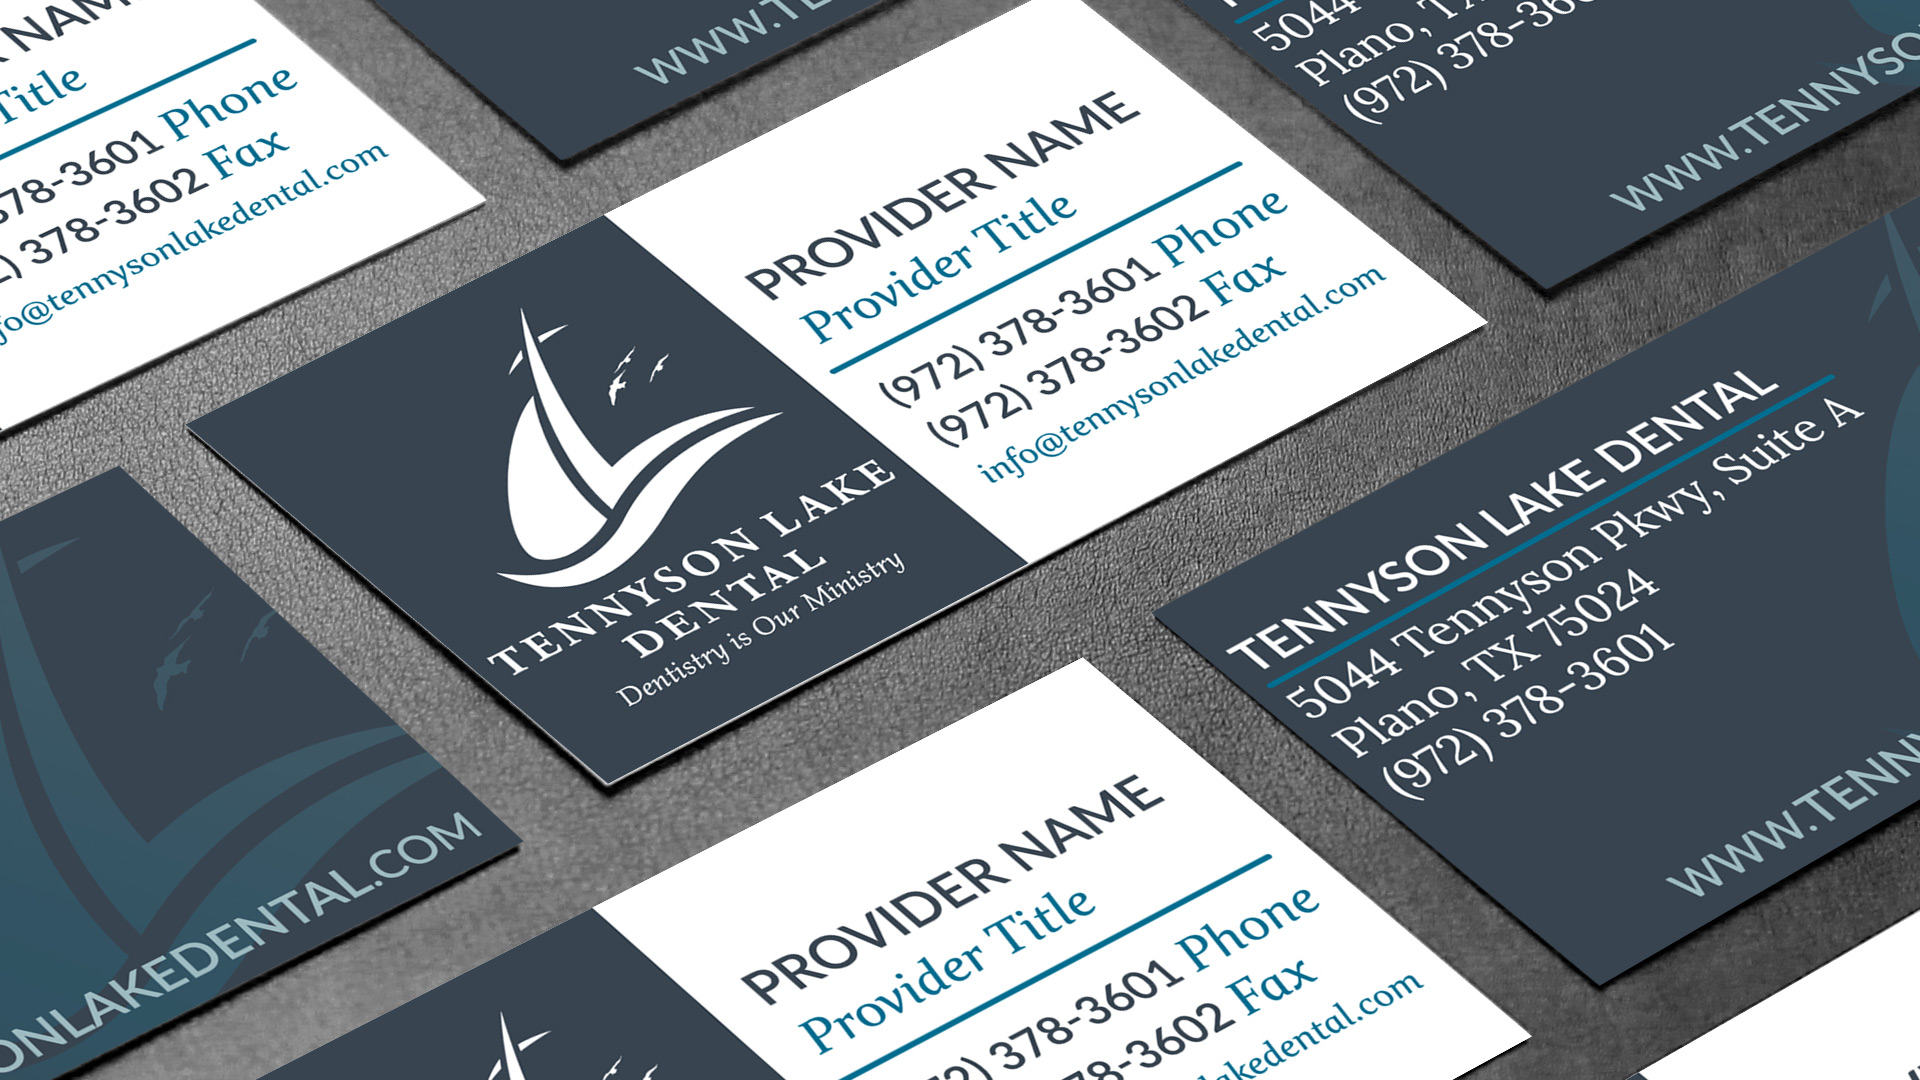 NAM
Title
378-3601 Phone
378-3602 Fax
@tennysonlakedental.com
WWW.TE
5044
Plano, TX
(972) 378-360
WWW.TENNYSO
PROVIDER NAME
Provider Title
(972) 378-3601 Phone
(972) 378-3602 Fax
info@tennysonlakedental.com
TENNYSON LAKE
DENTAL
Dentistry is Our Ministry
TENNYSON LAKE DENTAL
5044 Tennyson Pkwy, Suite A
Plano, TX 75024
(972) 378-3601
WWW.TENN
ONLAKEDENTAL.COM
PROVIDER NAME
Provider Title
2) 378-3601 Phone
78-3602 Fax
lakedental.com